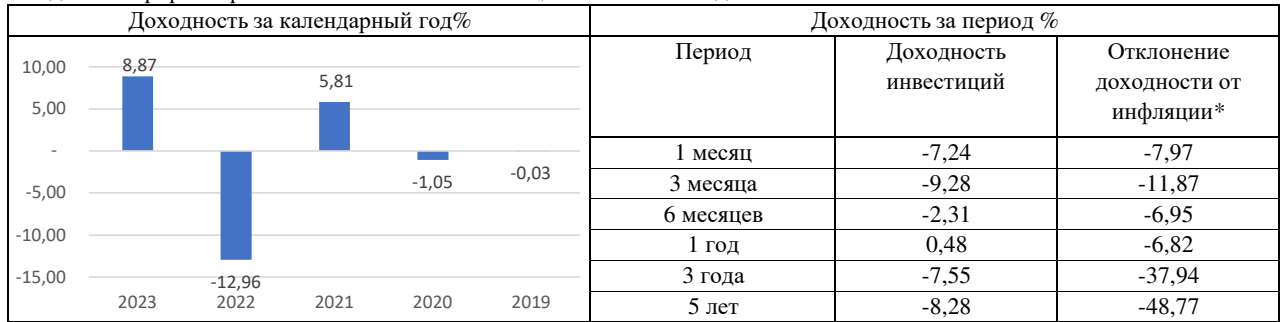 Доходность за календарный год%
10,00
5,00
-
-5,00
-10,00
-15,00
8,87
-12,96
5,81
-1,05
-0,03
2023 2022 2021 2020 2019
Доходность за период %
Период Доходность инвестиций Отклонение доходности от инфляции*
1 месяц -7,24 -7,97
3 месяца -9,28 -11,87
6 месяцев -2,31 -6,95
1 год 0,48 -6,82
3 года -7,55 -37,94
5 лет -8,28 -48,77